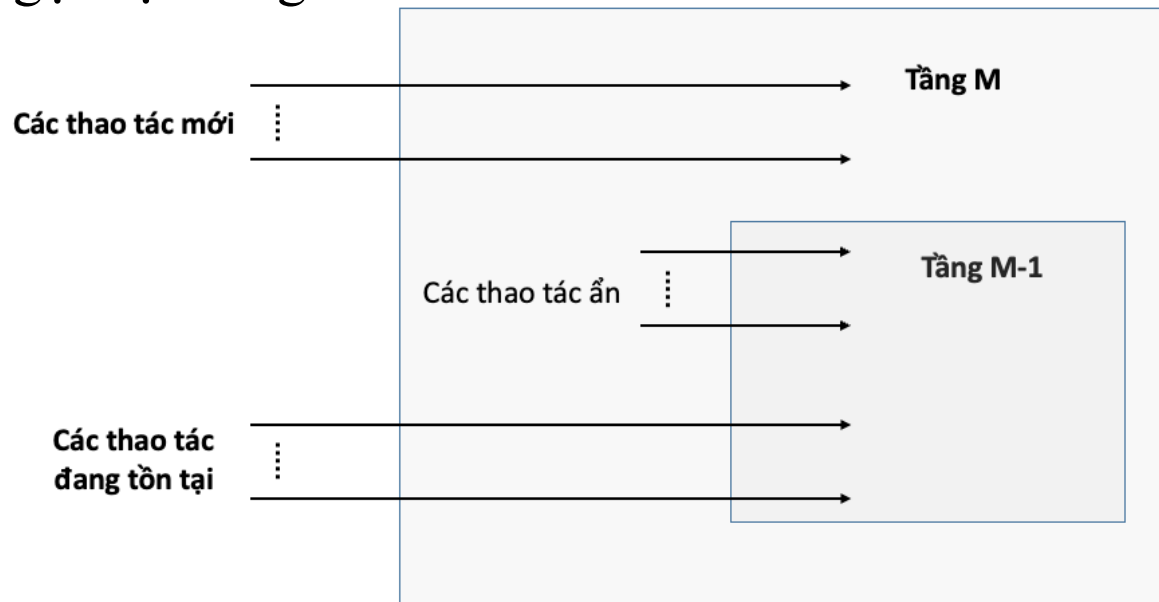 Tầng M
Các thao tác mới
Tầng M-1
Các thao tác ẩn
Các thao tác
đang tồn tại